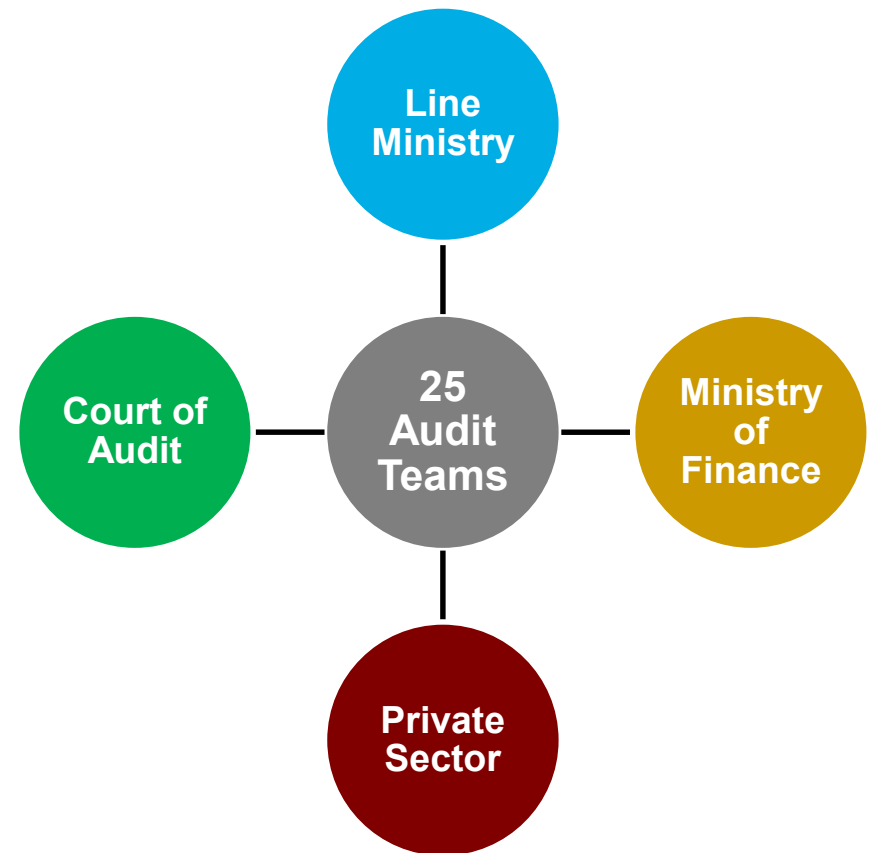 Line
Ministry
Court of
Audit
25
Audit
Teams
Ministry
of
Finance
Private
Sector